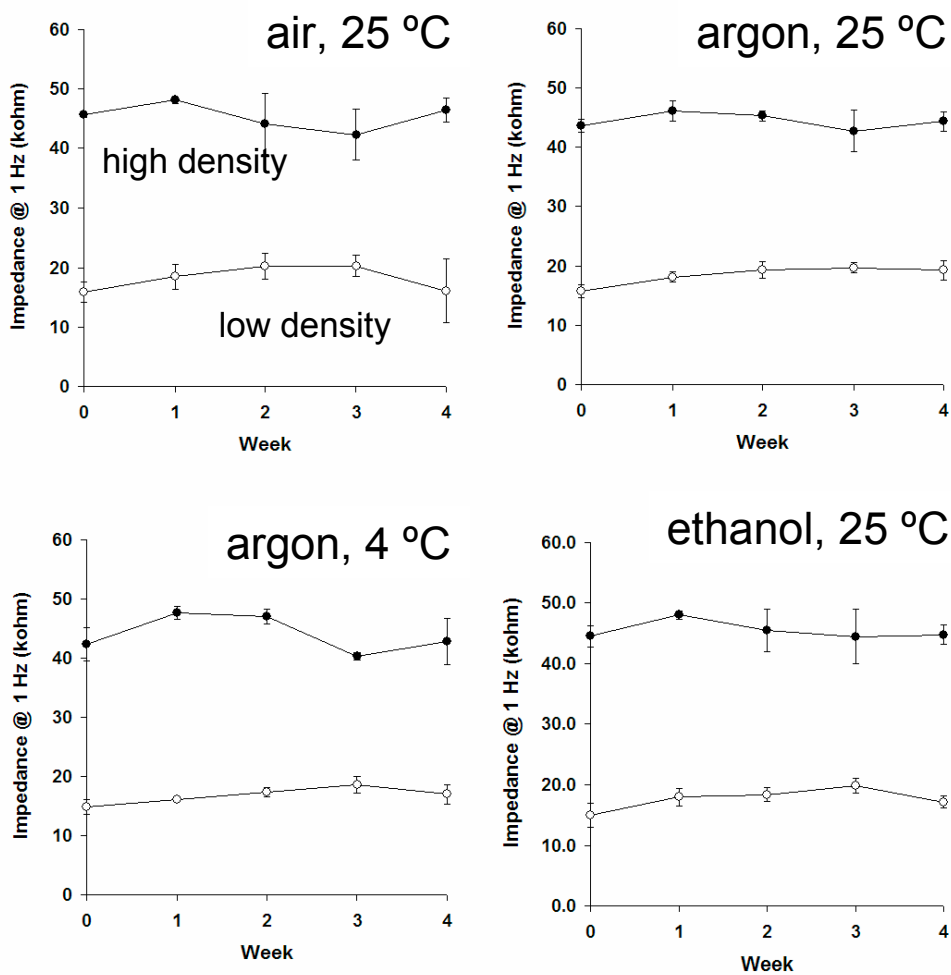 air, 25 ºC
60
50
40
30
20
10
0
Impedance @ 1 Hz (kohm)
high density
low density
0 1 2 3 4
Week
argon, 25 ºC
60
50
40
30
20
10
0
Impedance @ 1 Hz (kohm)
0 1 2 3 4
Week
argon, 4 ºC
60
50
40
30
20
10
0
Impedance @ 1 Hz (kohm)
0 1 2 3 4
Week
ethanol, 25 ºC
60.0
50.0
40.0
30.0
20.0
10.0
0.0
Impedance @ 1 Hz (kohm)
0 1 2 3 4
Week